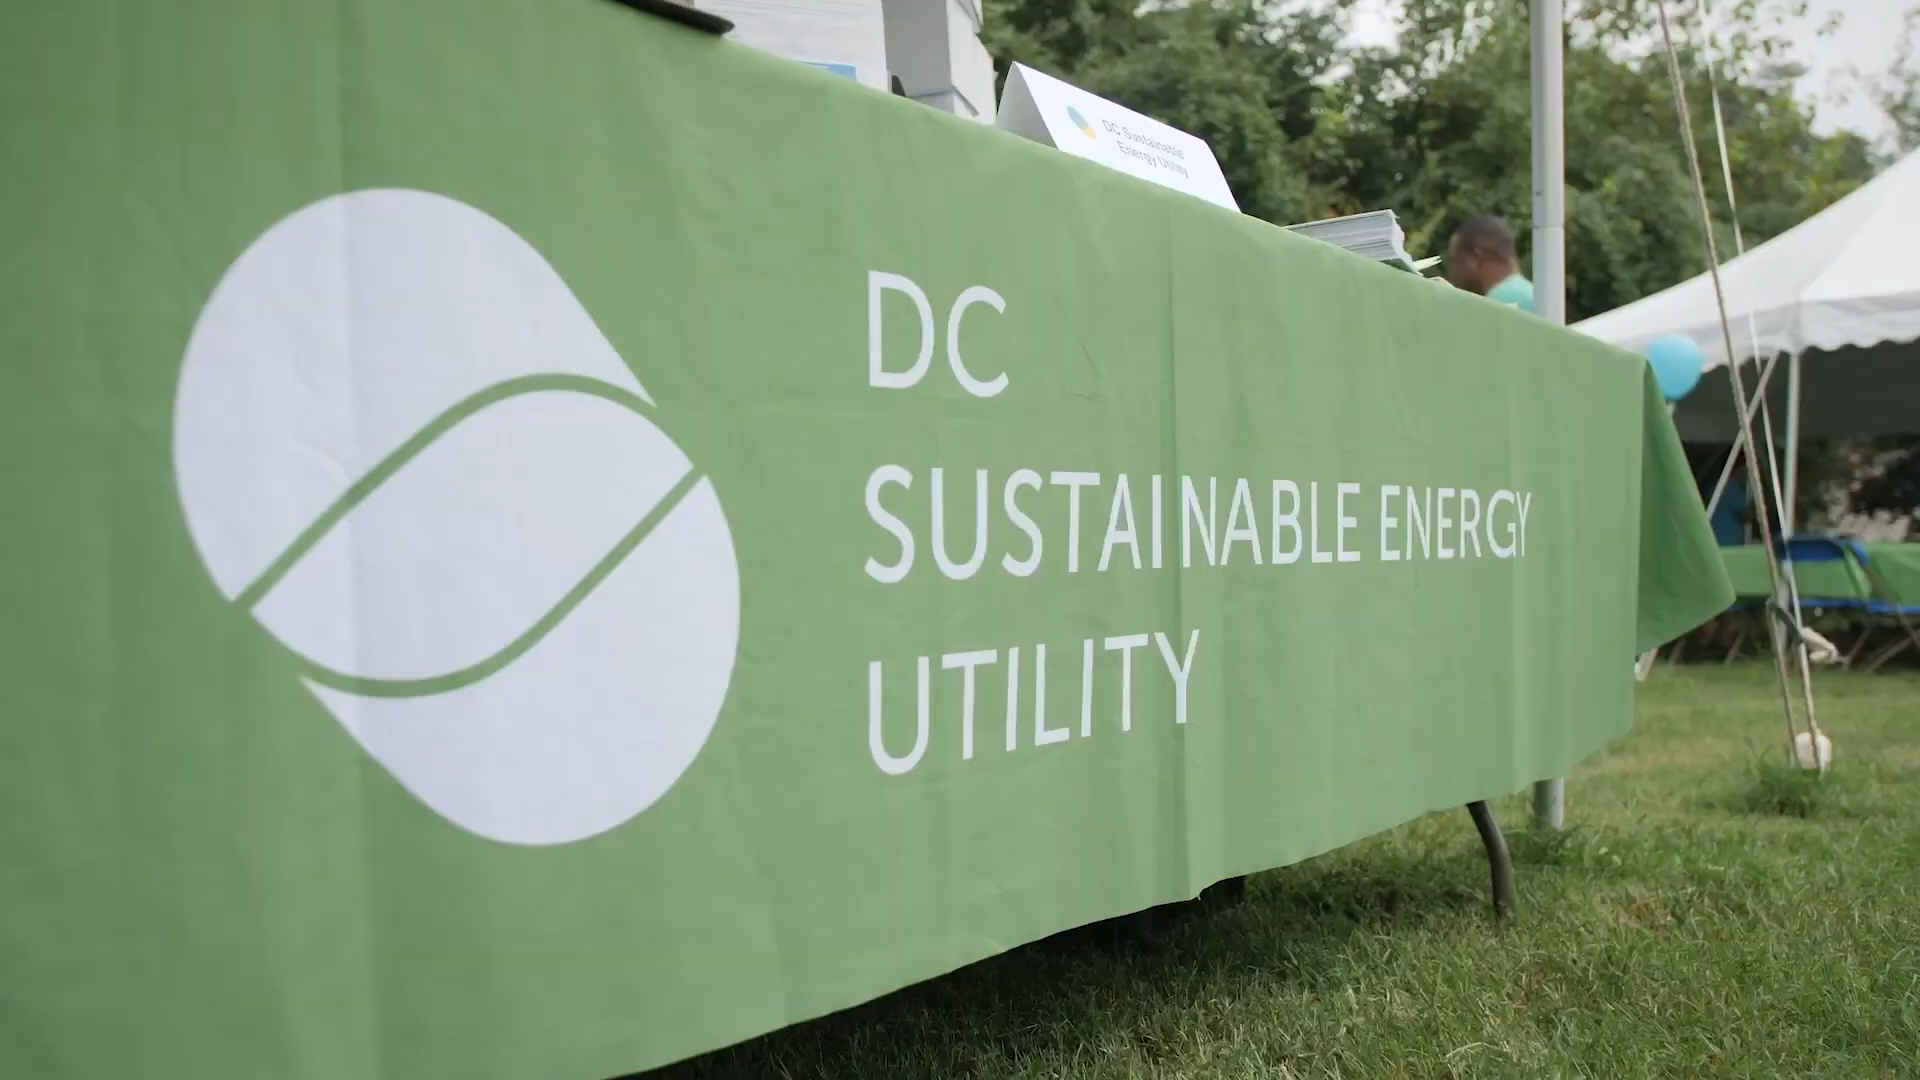 DC Sustainable
Energy Utility
DC
SUSTAINABLE ENERGY
UTILITY